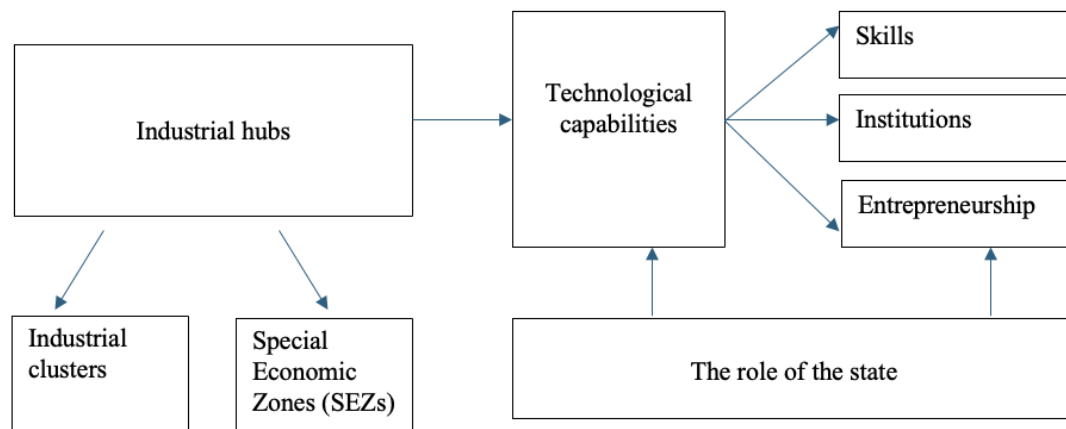 Industrial hubs
Technological
capabilities
Skills
Institutions
Entrepreneurship
Industrial
clusters
Special
Economic
Zones (SEZs)
The role of the state